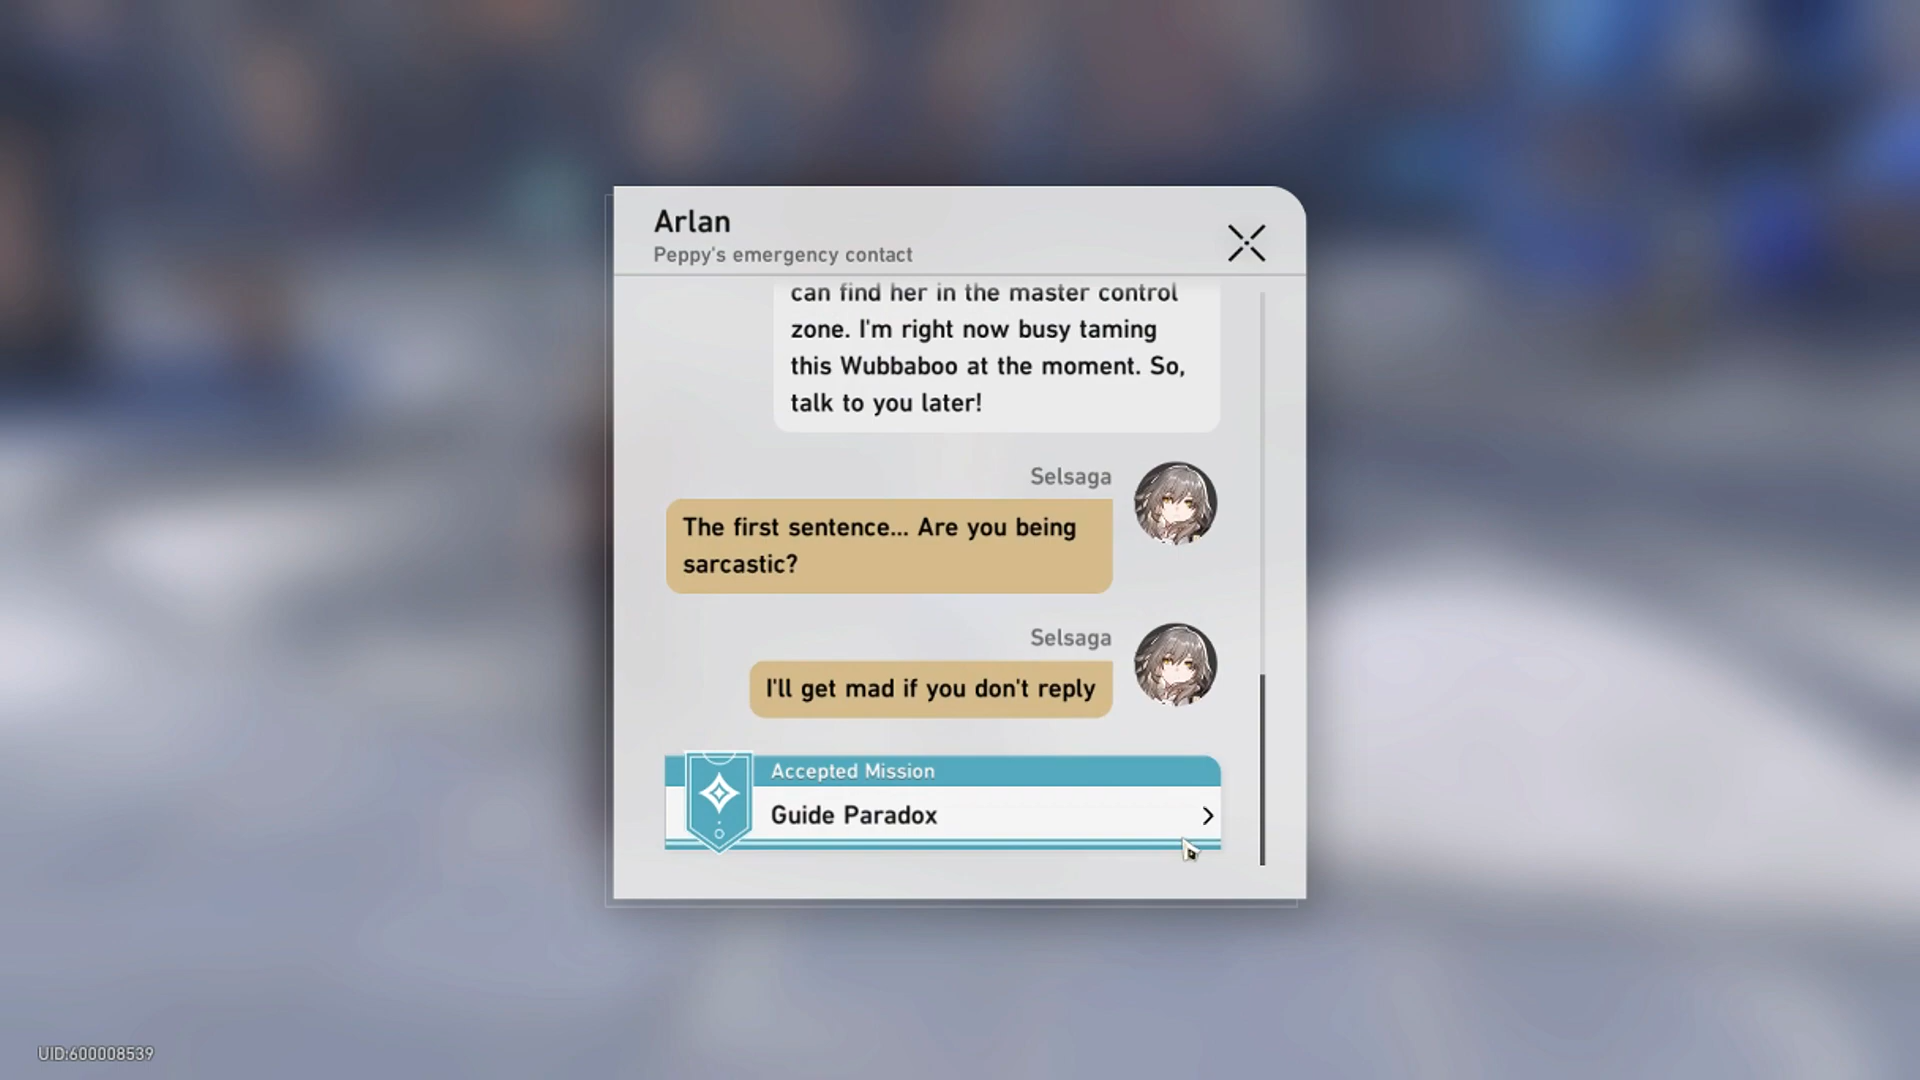 Arlan
Peppy's emergency contact
can find her in the master control
zone. I'm right now busy taming
this Wubbaboo at the moment. So,
talk to you later!
Selsaga
The first sentence... Are you being
sarcastic?
Selsaga
I'll get mad if you don't reply
Accepted Mission
Guide Paradox
UID:600008539